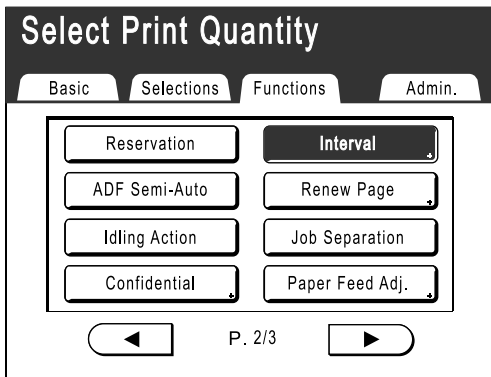 Select Print Quantity
Basic Selections Functions Admin.
Reservation Interval
ADF Semi-Auto Renew Page
Idling Action Job Separation
Confidential Paper Feed Adj.
P. 2/3